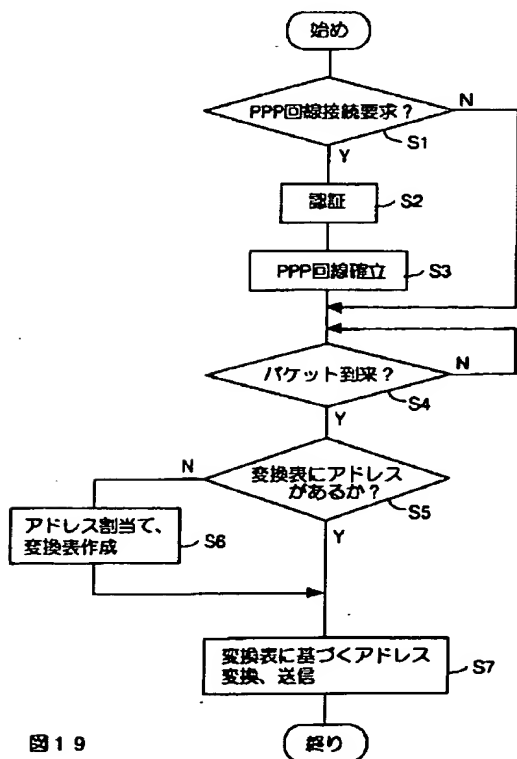 始め
PPP回線接続要求？
N
S1
Y
認証
S2
PPP回線確立
S3
パケット到来？
N
S4
Y
N
変換表にアドレス
があるか？
S5
アドレス割当て、
変換表作成
S6
Y
変換表に基づくアドレス
変換、送信
S7
図19
終り